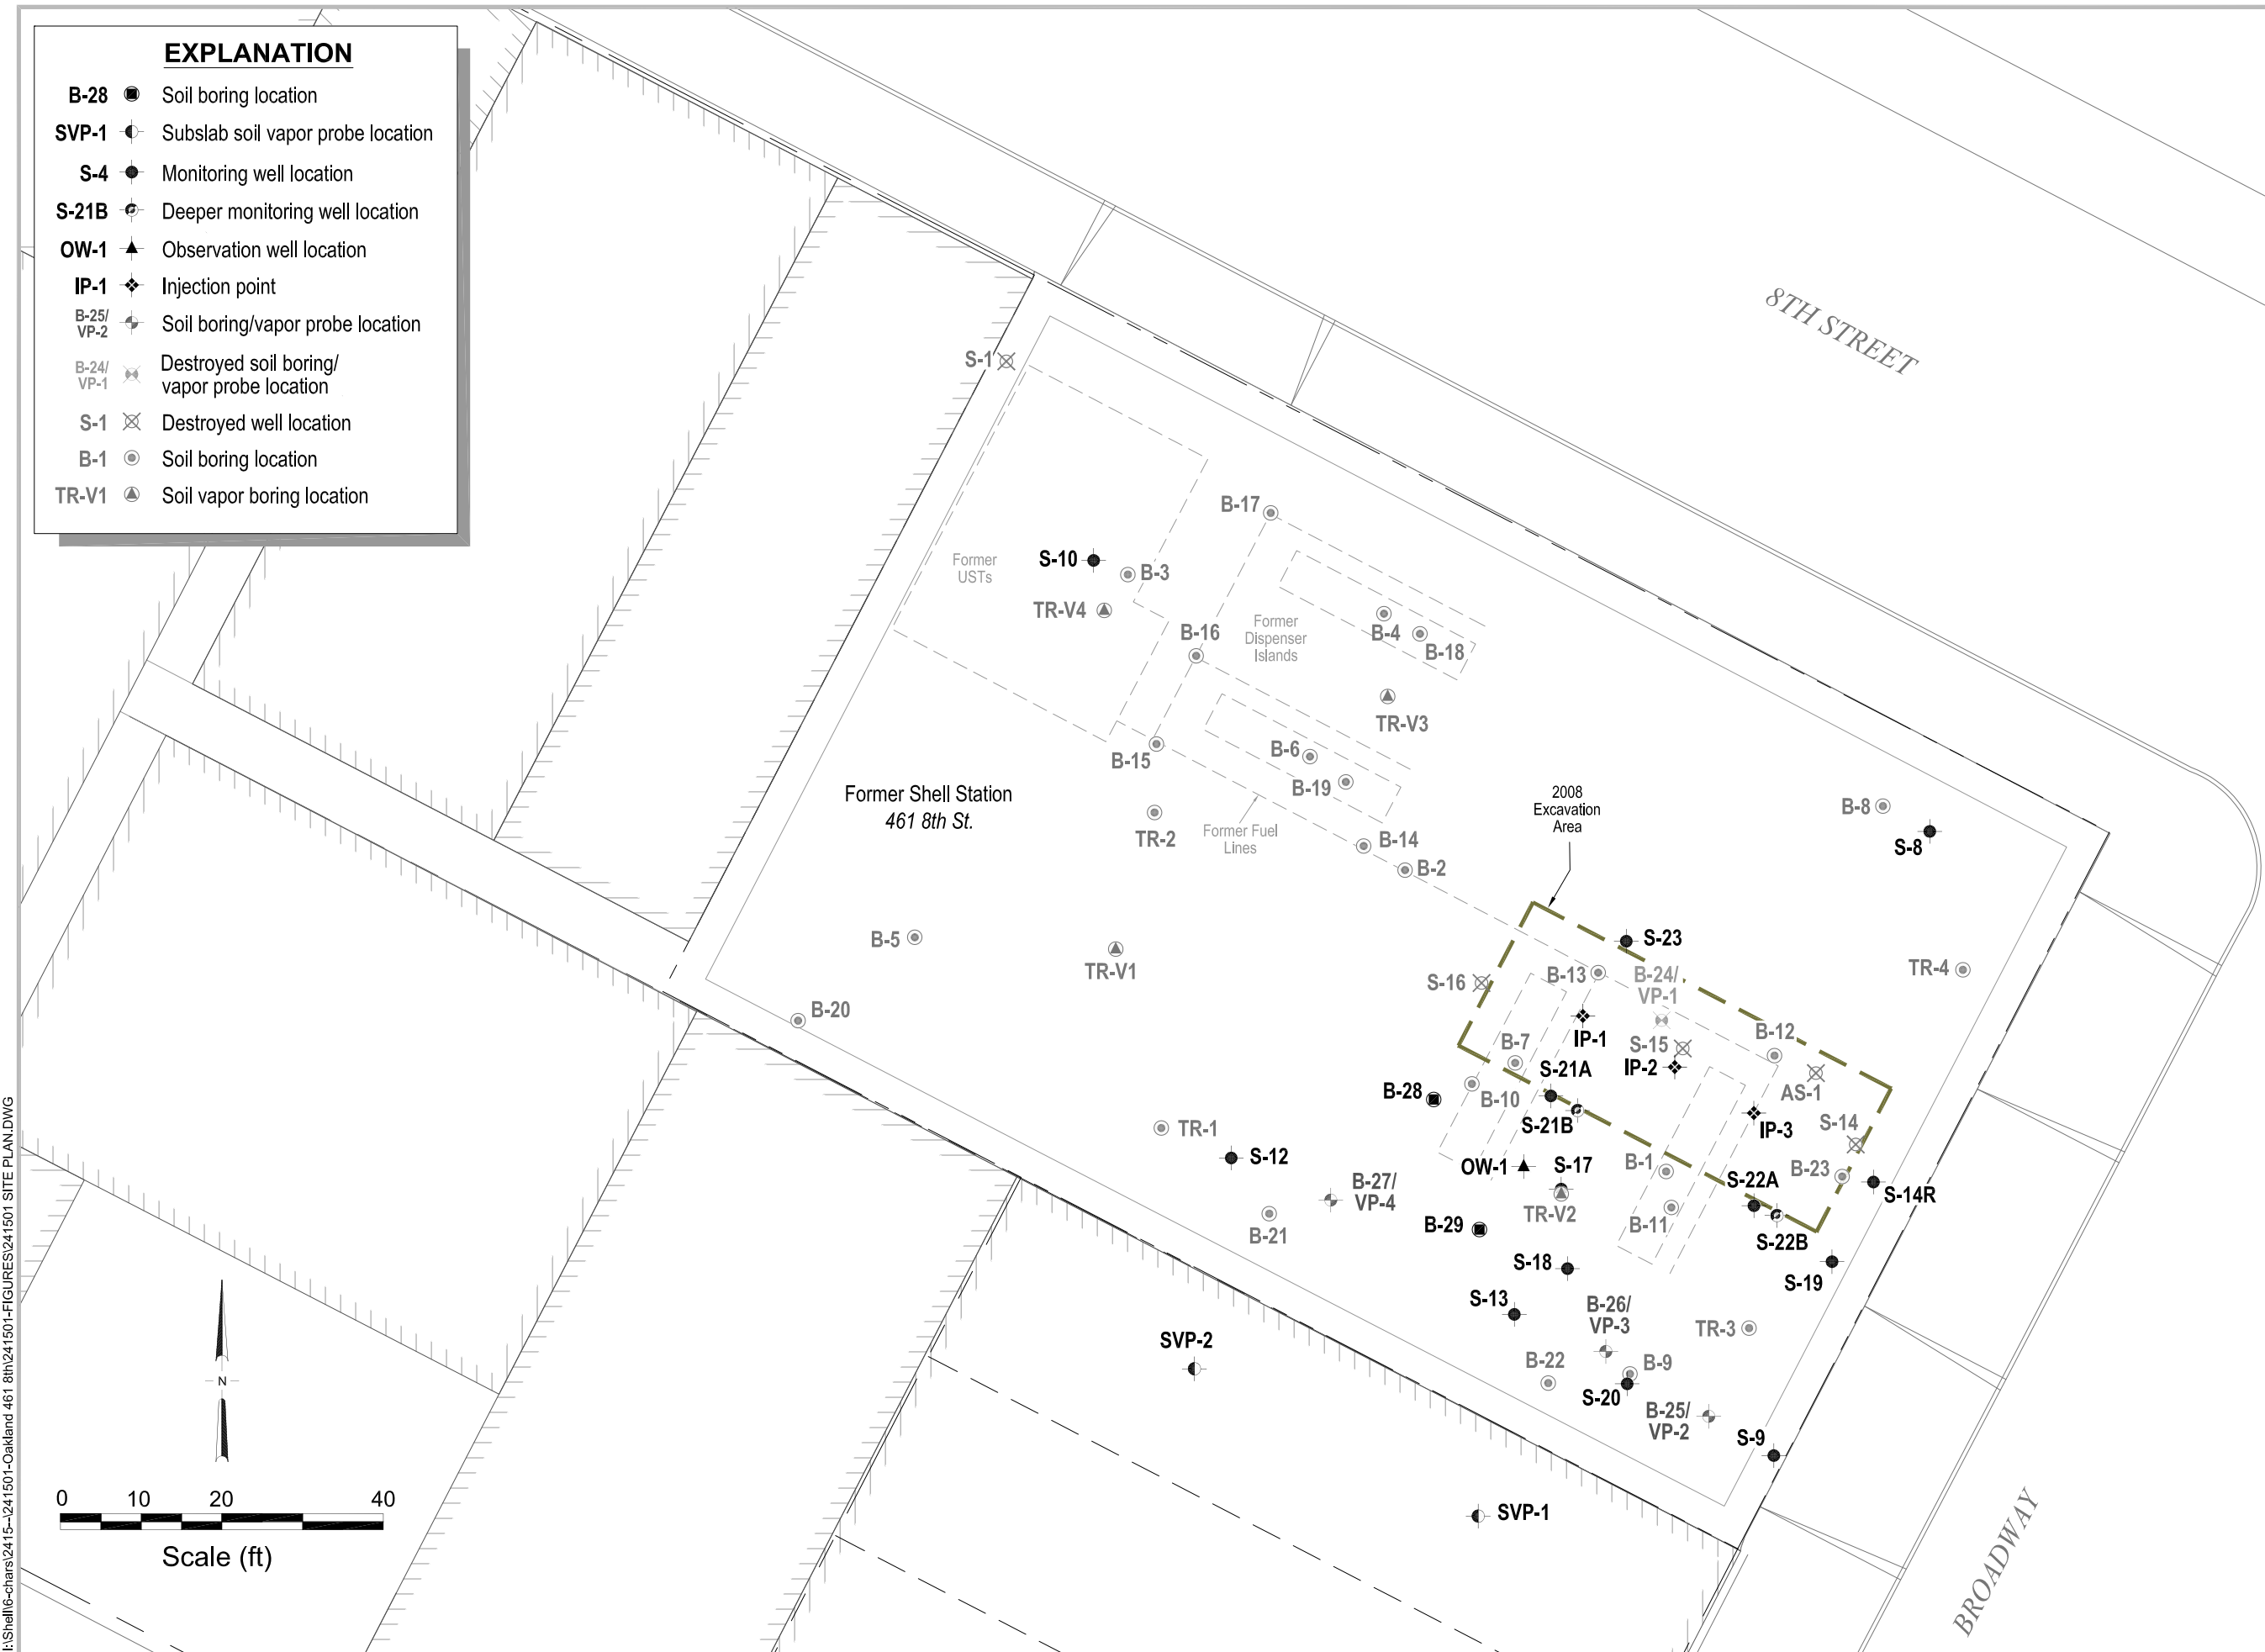 EXPLANATION
B-28 Soil boring location
SVP-1 Subslab soil vapor probe location
S-4 Monitoring well location
S-21B Deeper monitoring well location
OW-1 Observation well location
IP-1 Injection point
B-25/
VP-2 Soil boring/vapor probe location
B-24/
VP-1
Destroyed soil boring/
vapor probe location
S-1 Destroyed well location
B-1 Soil boring location
TR-V1 Soil vapor boring location
8TH STREET
S-1
B-17
S-10
B-3
Former
USTs
TR-V4
B-16
Former
Dispenser
Islands
B-4
B-18
TR-V3
B-15
B-6
B-19
Former Shell Station
461 8th St.
TR-2
Former Fuel
Lines
B-14
B-2
2008
Excavation
Area
B-8
S-8
B-5
TR-V1
S-23
TR-4
S-16
B-13
B-24/
VP-1
B-20
IP-1
B-12
B-7
S-15
IP-2
S-21A
AS-1
B-28
B-10
S-21B
IP-3
S-14
TR-1
S-12
OW-1
S-17
B-1
B-23
S-22A
S-14R
B-27/
VP-4
TR-V2
B-11
B-21
B-29
S-22B
S-18
S-19
S-13
B-26/
VP-3
TR-3
SVP-2
B-22
B-9
S-20
B-25/
VP-2
S-9
SVP-1
N
0 10 20 40
Scale (ft)
BROADWAY
I:\Shell\6-chars\2415--\241501-Oakland 461 8th\241501-FIGURES\241501 SITE PLAN.DWG